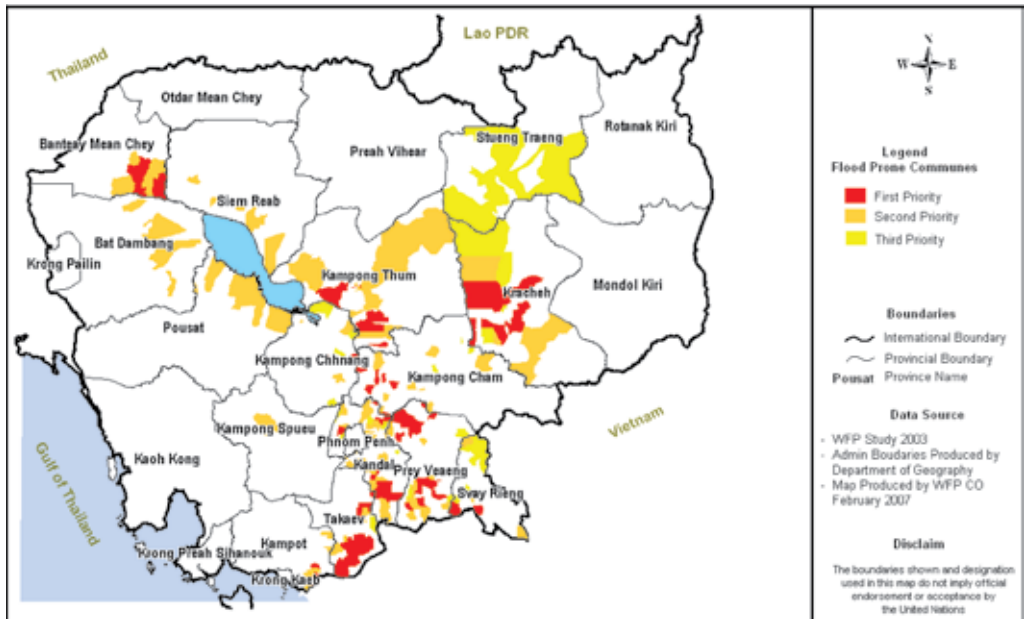 Lao PDR
Thailand
Otdar Mean Chey
Rotanak Kiri
Stueng Traeng
Banteay Mean Chey
Preah Vihear
Siem Reab
Bat Dambang
Krong Pailin
Kampong Thum
Mondol Kiri
Kracheh
Pousat
Kampong Chhnang
Kampong Cham
Vietnam
Kampong Spueu
Phnom Penh
Kaoh Kong
Kandal
Prey Veaeng
Svay Rieng
Gulf of Thailand
Takaev
Kampot
Krong Preah Sihanouk
Krong Kaeb
N
W E
S
Legend
Flood Prone Communes
First Priority
Second Priority
Third Priority
Boundaries
International Boundary
Provincial Boundary
Pousat Province Name
Data Source
- WFP Study 2003
- Admin Boudaries Produced by
Department of Geography
- Map Produced by WFP CO
February 2007
Disclaim
The boundaries shown and designation
used in this map do not imply official
endorsement or acceptance by
the United Nations